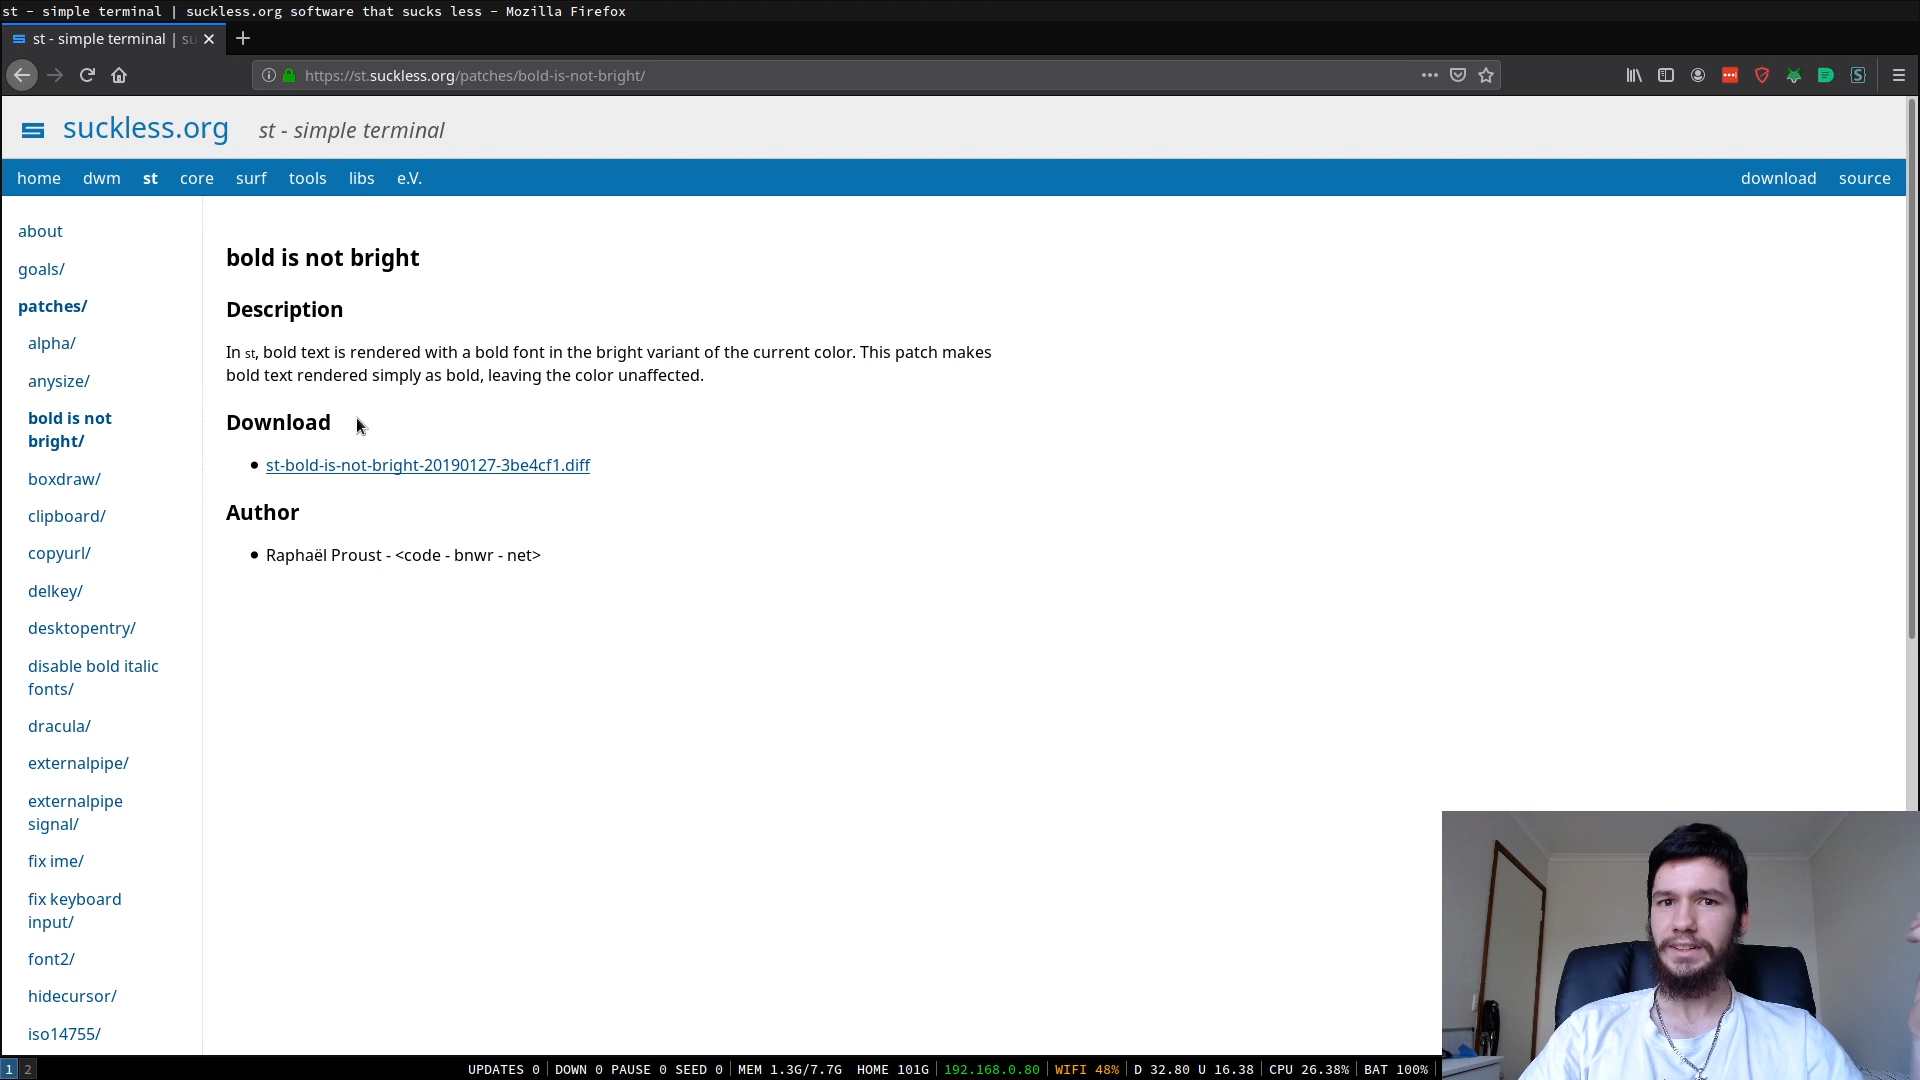 st - simple terminal | suckless.org software that sucks less - Mozilla Firefox
st - simple terminal | su
https://st.suckless.org/patches/bold-is-not-bright/
suckless.org st - simple terminal
home dwm st core surf tools libs e.V. download source
about
goals/
patches/
alpha/
anysize/
bold is not
bright/
boxdraw/
clipboard/
copyurl/
delkey/
desktopentry/
disable bold italic
fonts/
dracula/
externalpipe/
externalpipe
signal/
fix ime/
fix keyboard
input/
font2/
hidecursor/
iso14755/
bold is not bright
Description
In st, bold text is rendered with a bold font in the bright variant of the current color. This patch makes
bold text rendered simply as bold, leaving the color unaffected.
Download
st-bold-is-not-bright-20190127-3be4cf1.diff
Author
Raphaël Proust - <code - bnwr - net>
1 2 UPDATES 0 DOWN 0 PAUSE 0 SEED 0 MEM 1.3G/7.7G HOME 101G 192.168.0.80 WIFI 48% D 32.80 U 16.38 CPU 26.38% BAT 100%